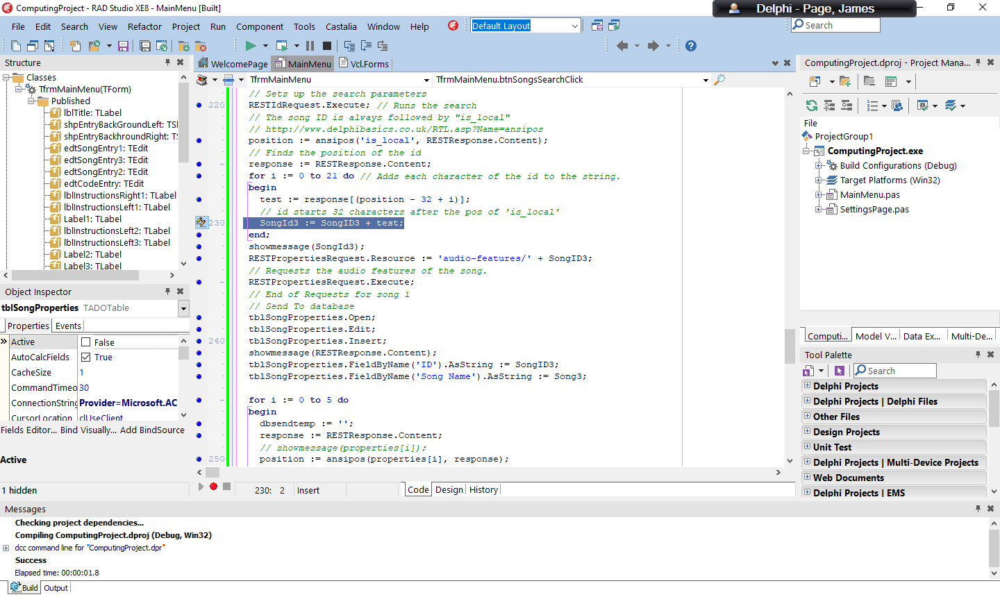 ComputingProject - RAD Studio XE8 - MainMenu [Built]
Delphi - Page, James
File Edit Search View Refactor Project Run Component Tools Castalia Window Help
Default Layout
Search
Structure
Classes
TfrmMainMenu(TForm)
Published
lblTitle: TLabel
shpEntryBackGroundLeft: TSl
shpEntryBackhroundRight: TS
edtSongEntry1: TEdit
edtSongEntry3: TEdit
edtSongEntry2: TEdit
edtCodeEntry: TEdit
lblInstructionsRight1: TLabel
lblInstructionsLeft1: TLabel
Label1: TLabel
lblInstructionsLeft2: TLabel
lblInstructionsLeft3: TLabel
Label2: TLabel
Label3: TLabel
Object Inspector
tblSongProperties TADOTable
Properties Events
Active False
AutoCalcFields True
CacheSize 1
CommandTimeo 30
ConnectionString Provider=Microsoft.AC
CursorLocation clUseClient
Fields Editor... Bind Visually... Add BindSource
Active
1 hidden
WelcomePage MainMenu Vcl.Forms
TfrmMainMenu TfrmMainMenu.btnSongsSearchClick
// Sets up the search parameters
220 RESTIdRequest.Execute; // Runs the search
// The song ID is always followed by "is_local"
// http://www.delphibasics.co.uk/RTL.asp?Name=ansipos
position := ansipos('is_local', RESTResponse.Content);
// Finds the position of the id
response := RESTResponse.Content;
for i := 0 to 21 do // Adds each character of the id to the string.
begin
test := response[(position - 32 + i)];
// id starts 32 characters after the pos of 'is_local'
230 SongId3 := SongID3 + test;
end;
showmessage(SongId3);
RESTPropertiesRequest.Resource := 'audio-features/' + SongID3;
// Requests the audio features of the song.
RESTPropertiesRequest.Execute;
// End of Requests for song 1
// Send To database
tblSongProperties.Open;
tblSongProperties.Edit;
240 tblSongProperties.Insert;
showmessage(RESTResponse.Content);
tblSongProperties.FieldByName('ID').AsString := SongID3;
tblSongProperties.FieldByName('Song Name').AsString := Song3;
for i := 0 to 5 do
begin
dbsendtemp := '';
response := RESTResponse.Content;
// showmessage(properties[i]);
250 position := ansipos(properties[i], response);
230: 2 Insert
Code Design History
ComputingProject.dproj - Project Mana...
File
ProjectGroup1
ComputingProject.exe
Build Configurations (Debug)
Target Platforms (Win32)
MainMenu.pas
SettingsPage.pas
Computi... Model V... Data Ex... Multi-De...
Tool Palette
Search
Delphi Projects
Delphi Projects | Delphi Files
Other Files
Design Projects
Unit Test
Delphi Projects | Multi-Device Projects
Web Documents
Delphi Projects | EMS
Messages
Checking project dependencies...
Compiling ComputingProject.dproj (Debug, Win32)
dcc command line for "ComputingProject.dpr"
Success
Elapsed time: 00:00:01.8
Build Output